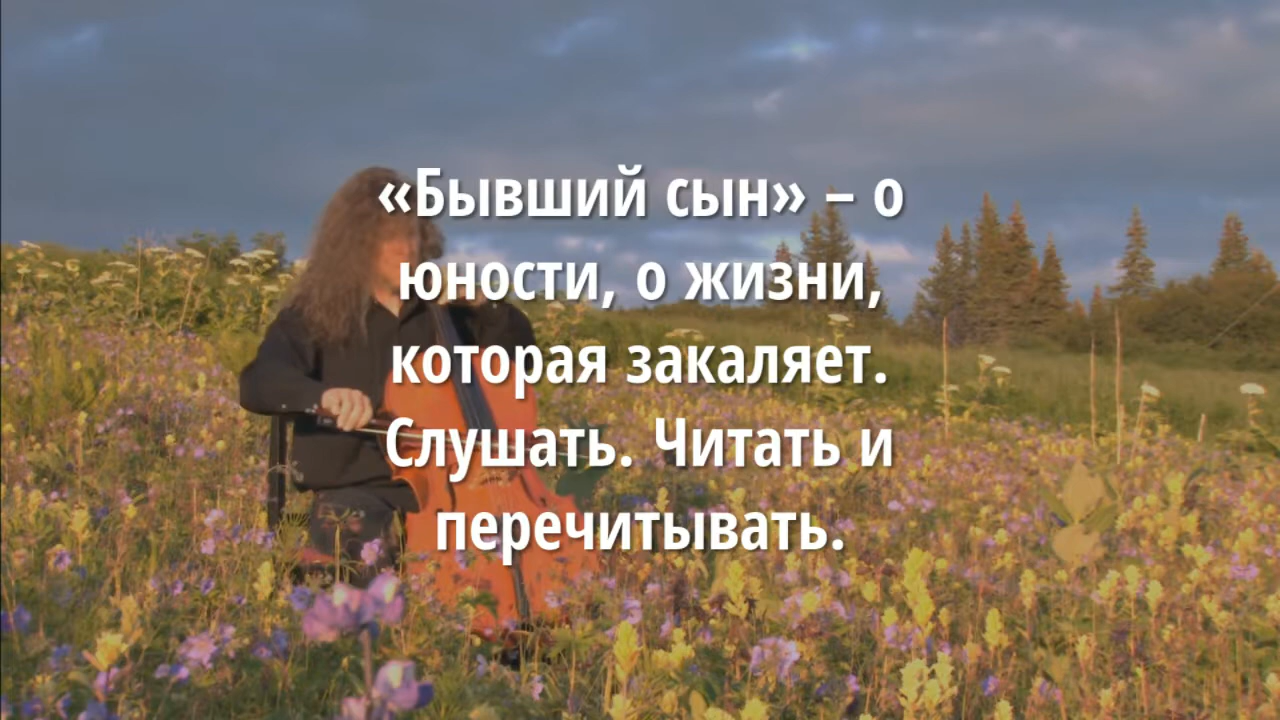 «Бывший сын» – о
юности, о жизни,
которая закаляет.
Слушать. Читать и
перечитывать.